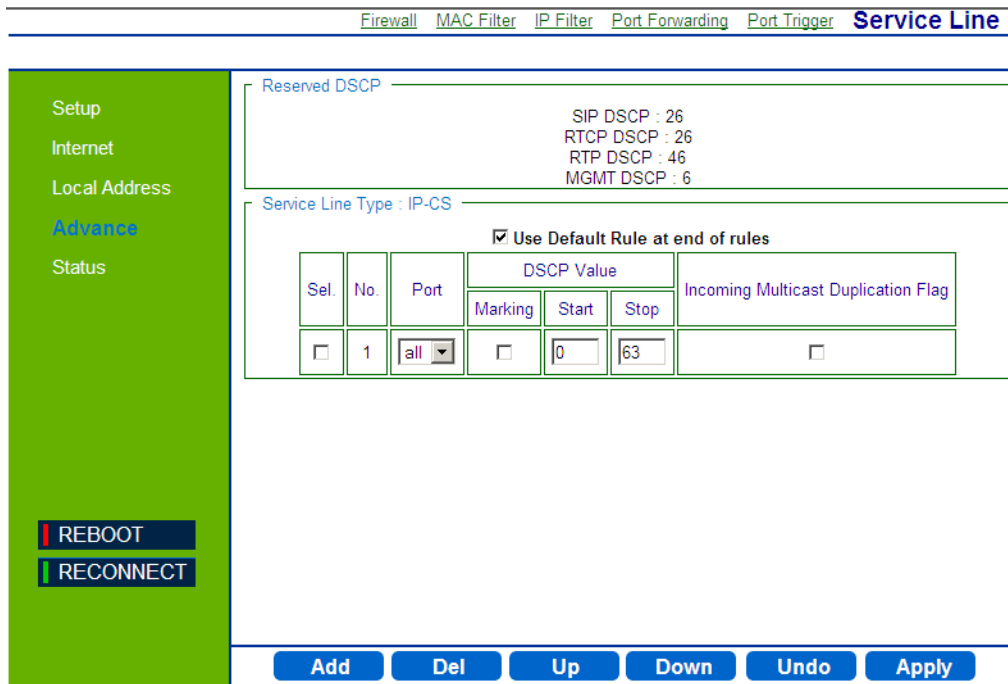 Firewall MAC Filter IP Filter Port Forwarding Port Trigger Service Line
Setup
Internet
Local Address
Advance
Status
REBOOT
RECONNECT
Reserved DSCP
SIP DSCP : 26
RTCP DSCP : 26
RTP DSCP : 46
MGMT DSCP : 6
Service Line Type : IP-CS
Use Default Rule at end of rules
Sel. No. Port DSCP Value Incoming Multicast Duplication Flag
Marking Start Stop
1 all 0 63
Add Del Up Down Undo Apply